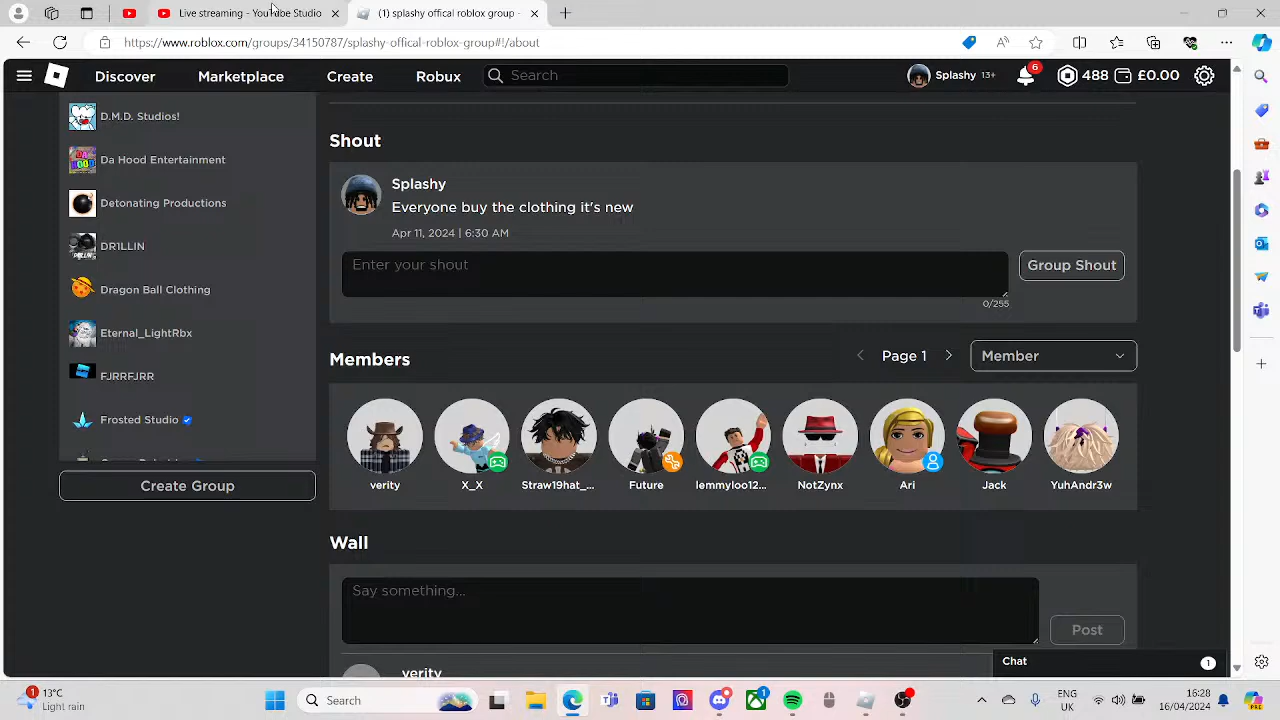 Live streaming - YouTube Studio
(1) splashy offical roblox group -
https://www.roblox.com/groups/34150787/splashy-offical-roblox-group#!/about
Discover
Marketplace
Create
Robux
Search
Splashy 13+
6
488
£0.00
D.M.D. Studios!
Da Hood Entertainment
Detonating Productions
DR1LLIN
Dragon Ball Clothing
Eternal_LightRbx
FJRRFJRR
Frosted Studio
Create Group
Shout
Splashy
Everyone buy the clothing it's new
Apr 11, 2024 | 6:30 AM
Enter your shout
Group Shout
0/255
Members
Page 1
Member
verity
X_X
Straw19hat_...
Future
lemmyloo12...
NotZynx
Ari
Jack
YuhAndr3w
Wall
Say something...
Post
verity
Chat
1
1
13°C
Light rain
Search
1
ENG
UK
16:28
16/04/2024